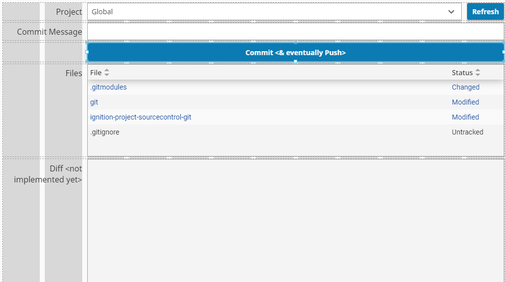 Project Global Refresh
Commit Message
Commit <& eventually Push>
Files File Status
.gitmodules Changed
git Modified
ignition-project-sourcecontrol-git Modified
.gitignore Untracked
Diff <not
implemented yet>